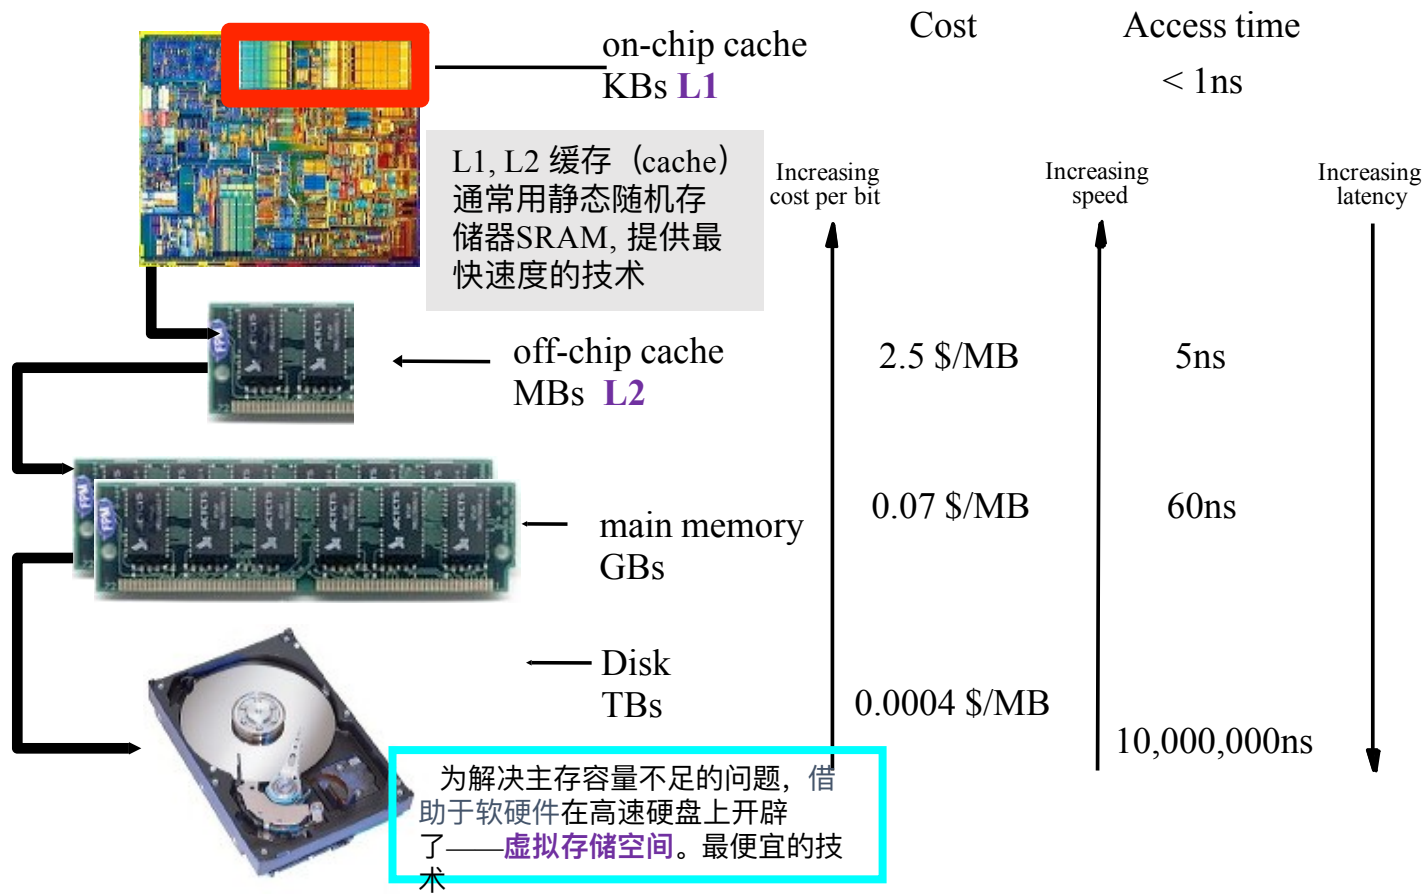 Cost
Access time
on-chip cache
KBs L1
< 1ns
L1, L2 缓存（cache）
通常用静态随机存
储器SRAM, 提供最
快速度的技术
Increasing
cost per bit
Increasing
speed
Increasing
latency
off-chip cache
MBs L2
2.5 $/MB
5ns
main memory
GBs
0.07 $/MB
60ns
Disk
TBs
0.0004 $/MB
10,000,000ns
为解决主存容量不足的问题，借
助于软硬件在高速硬盘上开辟
了——虚拟存储空间。最便宜的技
术
FPM
FPM
FPM